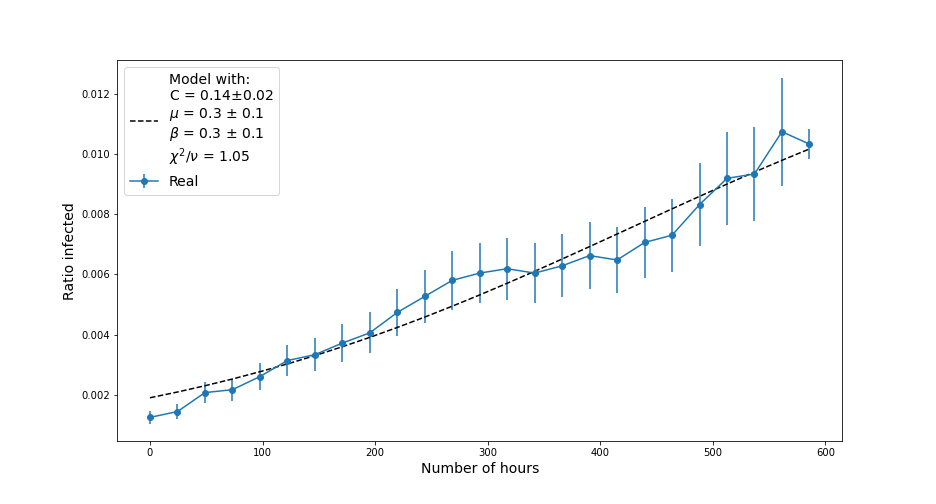 Model with:
C = 0.14±0.02
μ = 0.3 ± 0.1
β = 0.3 ± 0.1
χ²/ν = 1.05
Real
0.012
0.010
0.008
0.006
0.004
0.002
Ratio infected
0 100 200 300 400 500 600
Number of hours